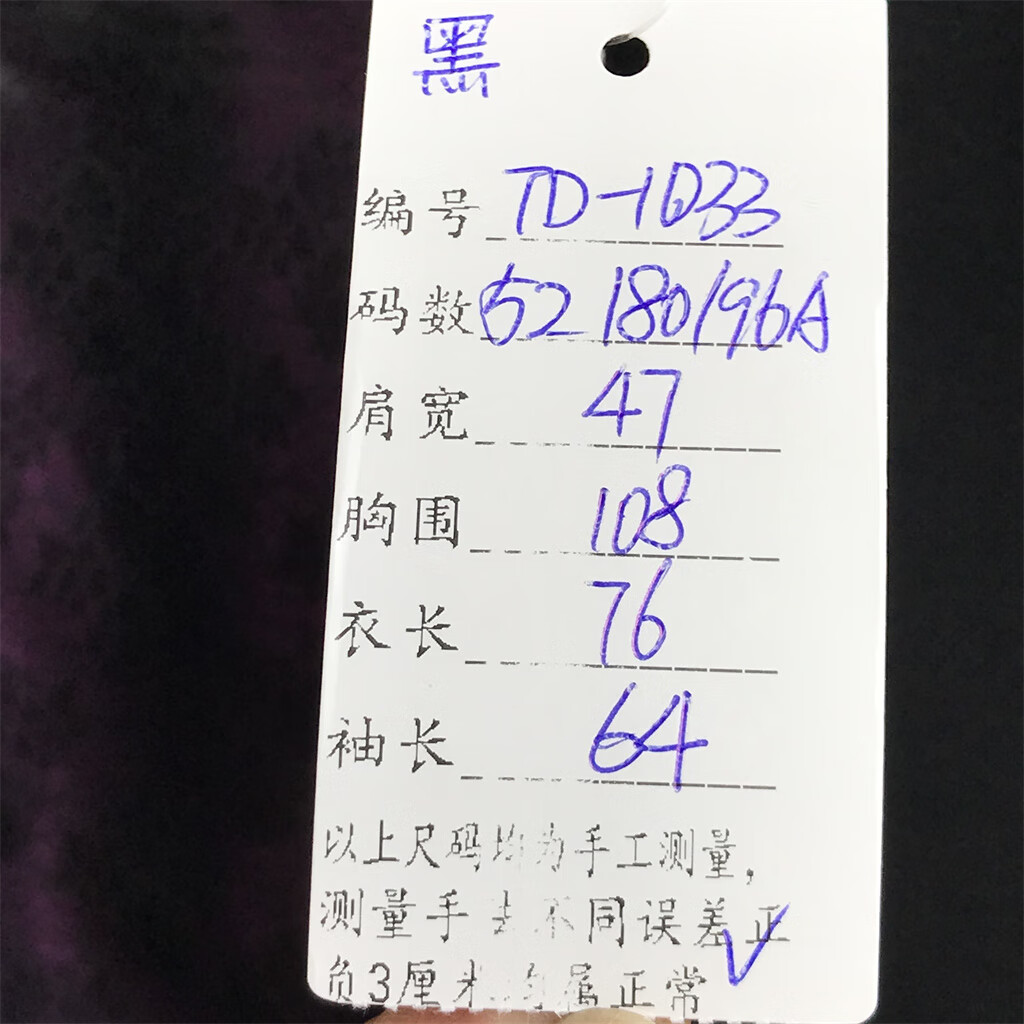 黑
编号 TD-1033
码数 52 180/96A
肩宽 47
胸围 108
衣长 76
袖长 64
以上尺码均为手工测量,
测量手法不同误差正
负3厘米均属正常